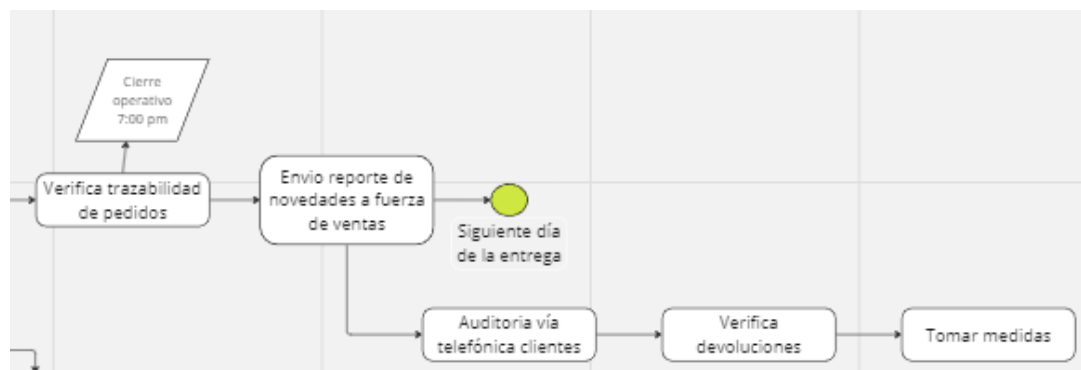 Cierre
operativo
7:00 pm
Verifica trazabilidad
de pedidos
Envio reporte de
novedades a fuerza
de ventas
Siguiente día
de la entrega
Auditoria vía
telefónica clientes
Verifica
devoluciones
Tomar medidas